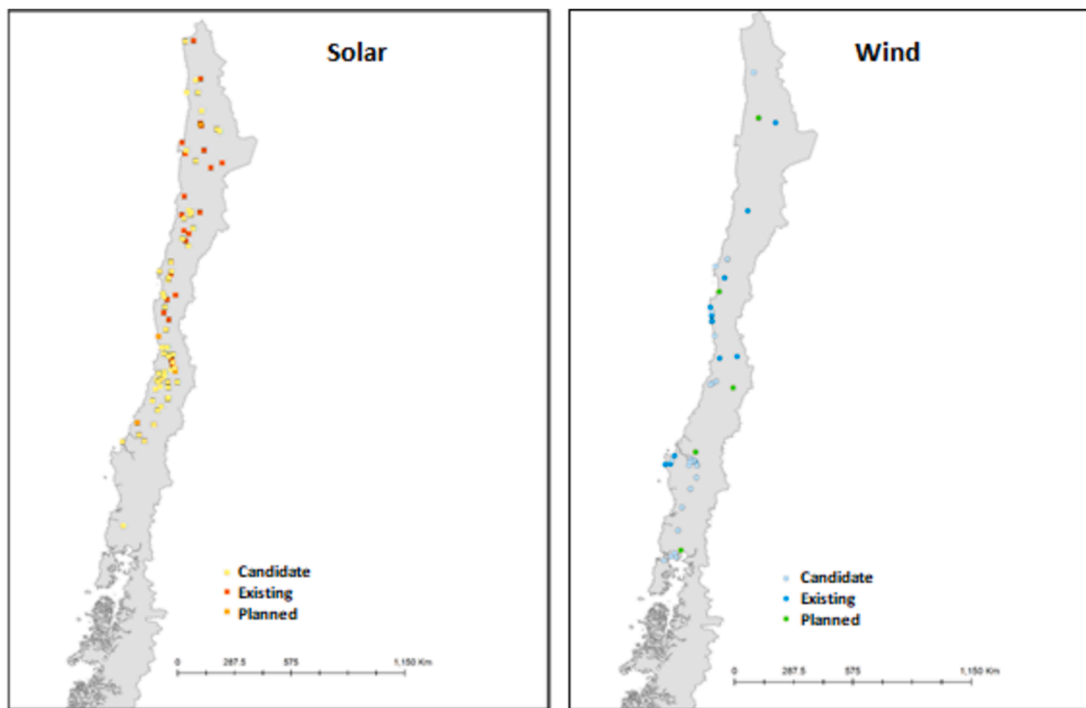 Solar
Candidate
Existing
Planned
0 287.5 575 1,150 Km
Wind
Candidate
Existing
Planned
0 287.5 575 1,150 Km